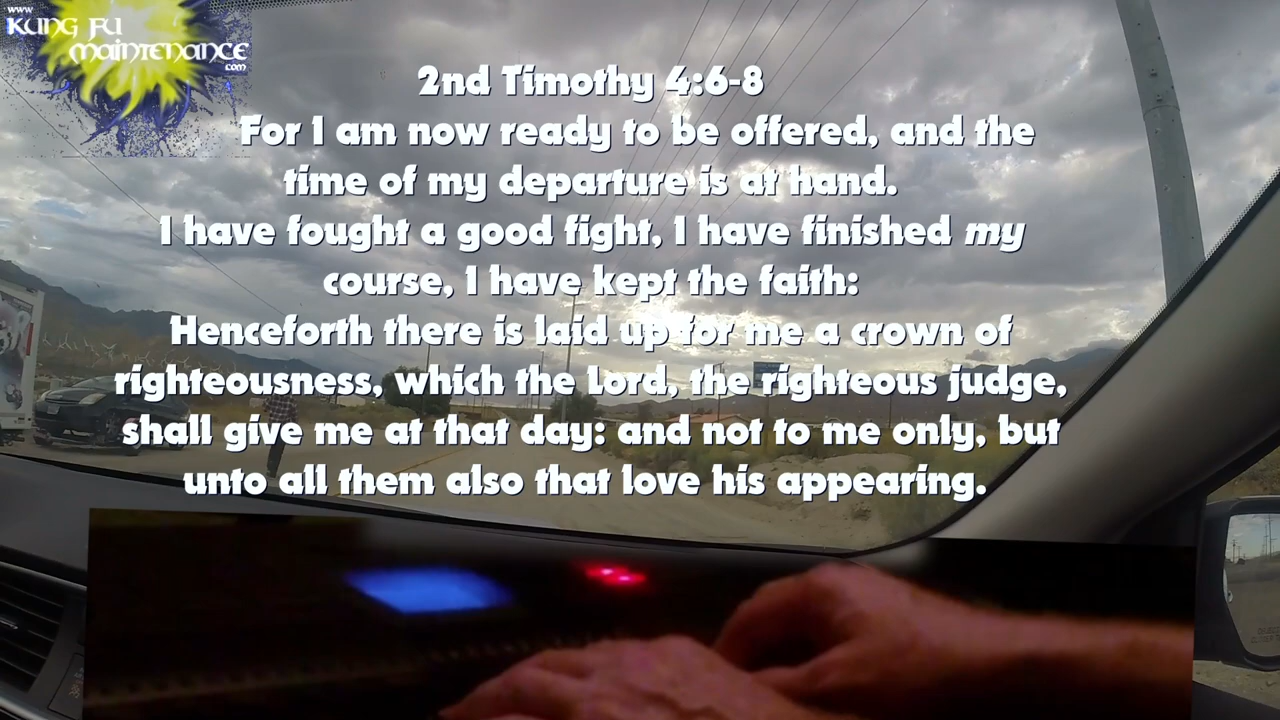 www
KUNG FU
maintenance
.com
2nd Timothy 4:6-8
For I am now ready to be offered, and the
time of my departure is at hand.
I have fought a good fight, I have finished my
course, I have kept the faith:
Henceforth there is laid up for me a crown of
righteousness, which the Lord, the righteous judge,
shall give me at that day: and not to me only, but
unto all them also that love his appearing.